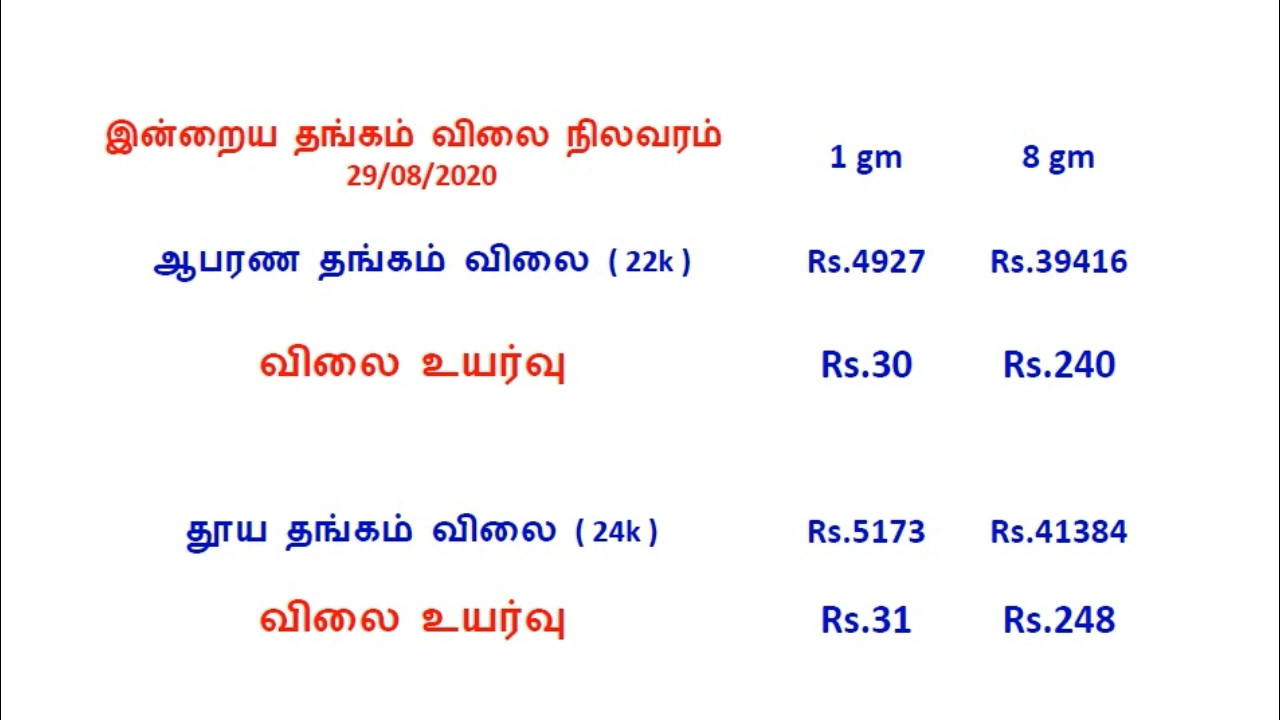 இன்றைய தங்கம் விலை நிலவரம்
29/08/2020
1 gm 8 gm
ஆபரண தங்கம் விலை ( 22k ) Rs.4927 Rs.39416
விலை உயர்வு Rs.30 Rs.240
தூய தங்கம் விலை ( 24k ) Rs.5173 Rs.41384
விலை உயர்வு Rs.31 Rs.248